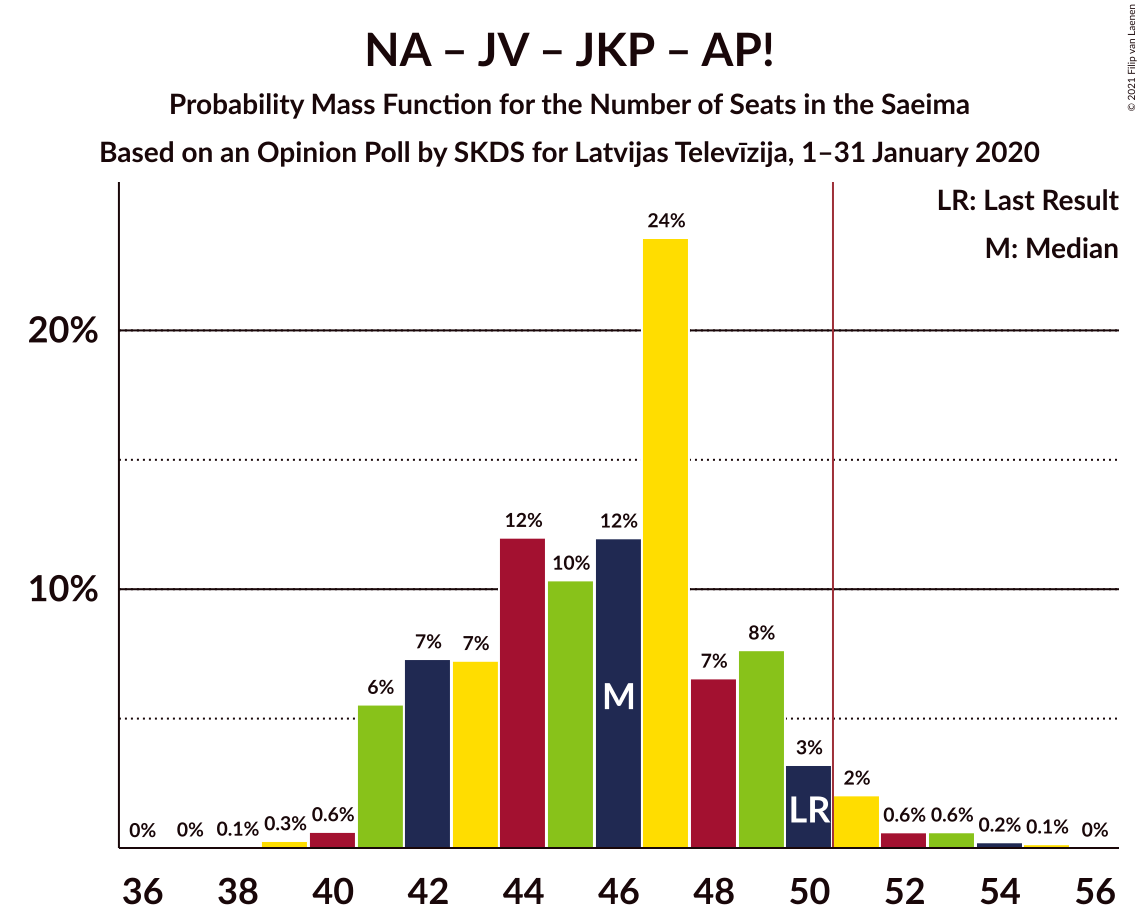 NA – JV – JKP – AP!
Probability Mass Function for the Number of Seats in the Saeima
Based on an Opinion Poll by SKDS for Latvijas Televīzija, 1–31 January 2020
© 2021 Filip van Laenen
LR: Last Result
M: Median
20%
10%
0%
0%
0.1%
0.3%
0.6%
6%
7%
7%
12%
10%
12%
24%
7%
8%
3%
2%
0.6%
0.6%
0.2%
0.1%
0%
M
LR
36 38 40 42 44 46 48 50 52 54 56